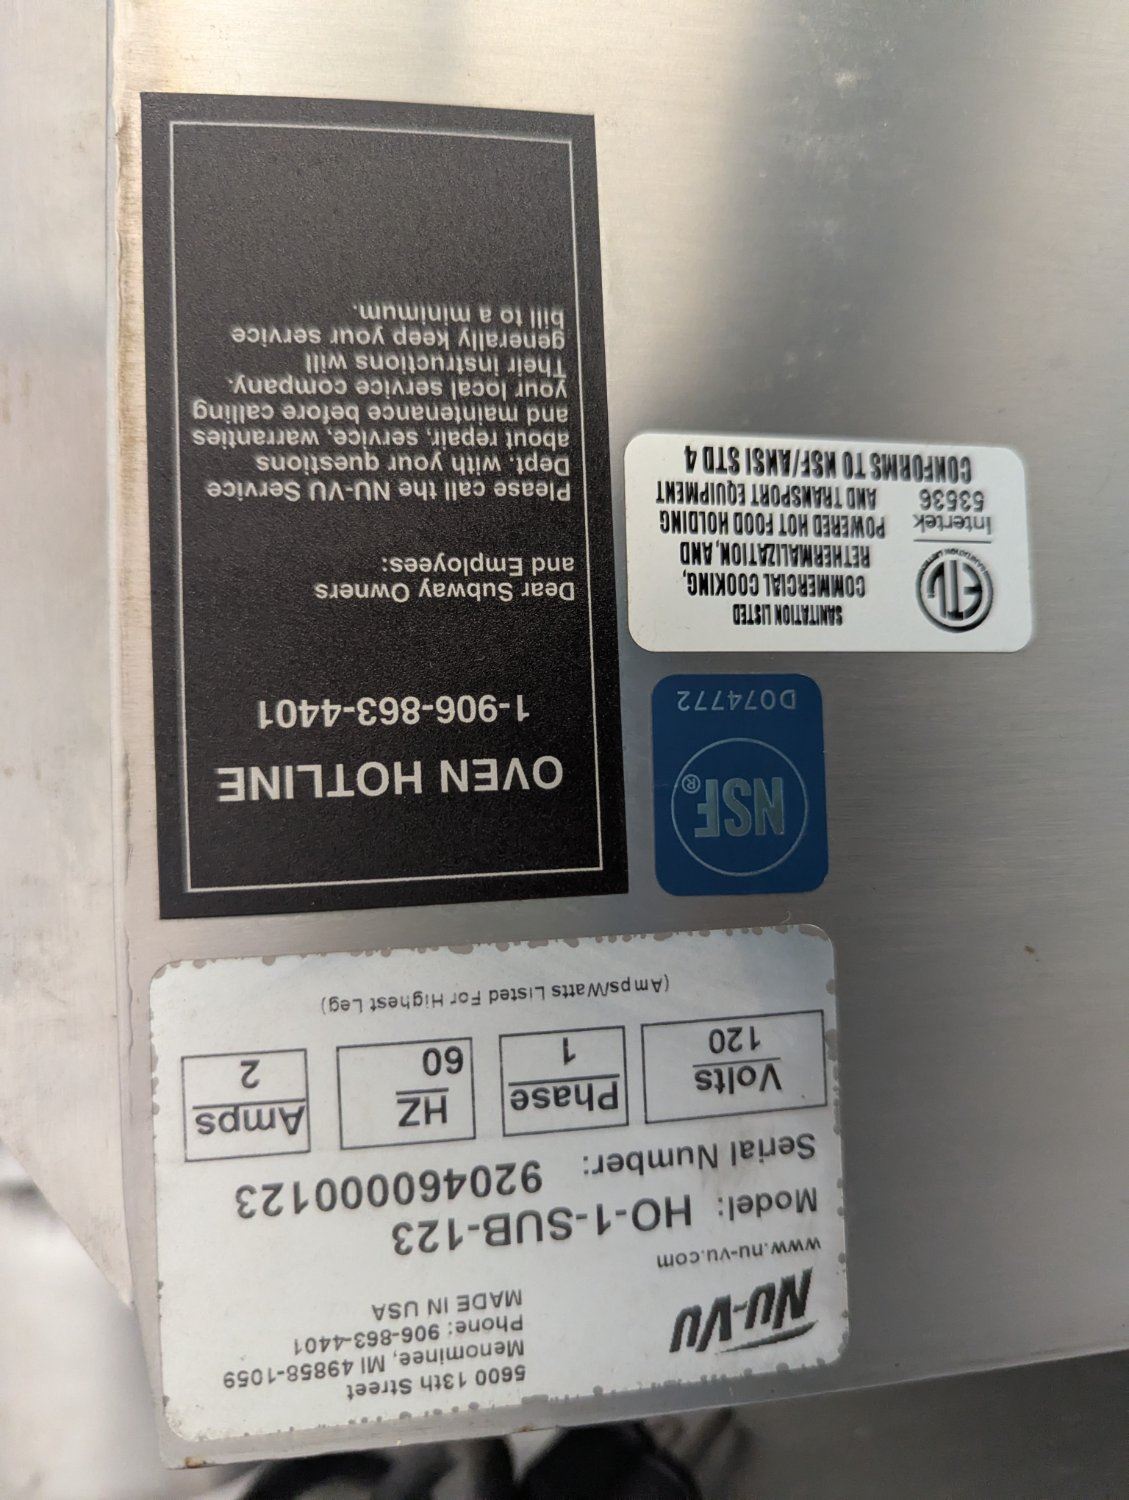 NU-VU
5600 13th Street
Menominee, MI 49858-1059
Phone: 906-863-4401
MADE IN USA
www.nu-vu.com
Model: HO-1-SUB-123
Serial Number: 920460000123
Volts
120
Phase
1
HZ
60
Amps
2
(Amps/Watts Listed For Highest Leg)
NSF®
D074772
OVEN HOTLINE
1-906-863-4401
Dear Subway Owners
and Employees:
Please call the NU-VU Service
Dept. with your questions
about repair, service, warranties
and maintenance before calling
your local service company.
Their instructions will
generally keep your service
bill to a minimum.
ETL
Intertek
63636
SANITATION LISTED
COMMERCIAL COOKING,
RETHERMALIZATION, AND
POWERED HOT FOOD HOLDING
AND TRANSPORT EQUIPMENT
CONFORMS TO NSF/ANSI STD 4